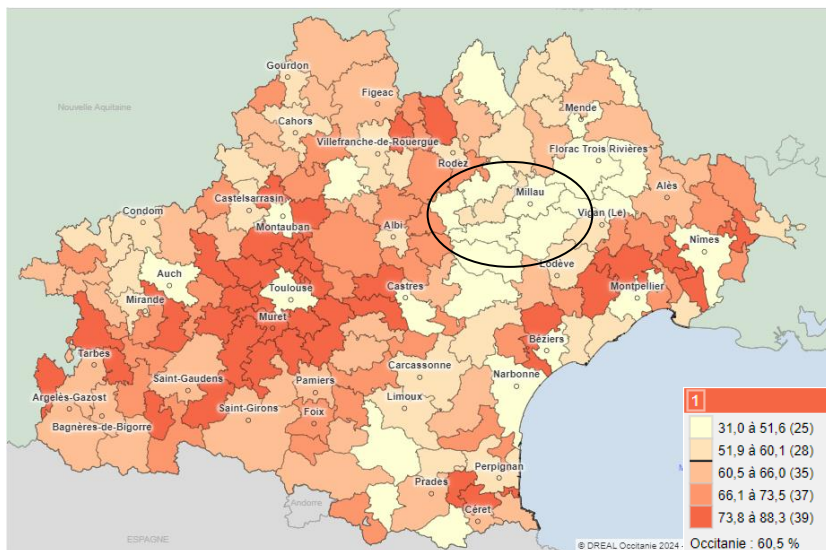 Nouvelle Aquitaine
Gourdon
Figeac
Cahors
Mende
Villefranche-de-Rouergue
Florac Trois Rivières
Rodez
Millau
Alès
Castelsarrasin
Vigan (Le)
Condom
Montauban
Albi
Nîmes
Lodève
Auch
Toulouse
Castres
Montpellier
Mirande
Muret
Béziers
Tarbes
Carcassonne
Narbonne
Saint-Gaudens
Pamiers
Limoux
Argelès-Gazost
Saint-Girons
Foix
Bagnères-de-Bigorre
Perpignan
Prades
Andorre
Céret
ESPAGNE
1
31,0 à 51,6 (25)
51,9 à 60,1 (28)
60,5 à 66,0 (35)
66,1 à 73,5 (37)
73,8 à 88,3 (39)
© DREAL Occitanie 2024 -
Occitanie : 60,5 %